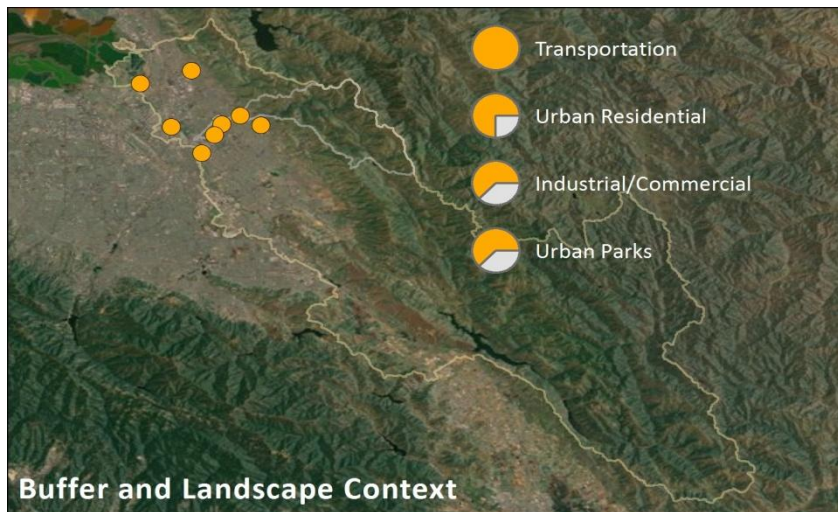 Transportation
Urban Residential
Industrial/Commercial
Urban Parks
Buffer and Landscape Context